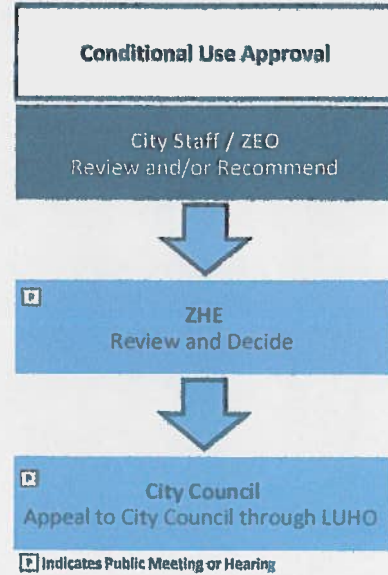 Conditional Use Approval
City Staff / ZEO
Review and/or Recommend
P
ZHE
Review and Decide
P
City Council
Appeal to City Council through LUHO
P Indicates Public Meeting or Hearing